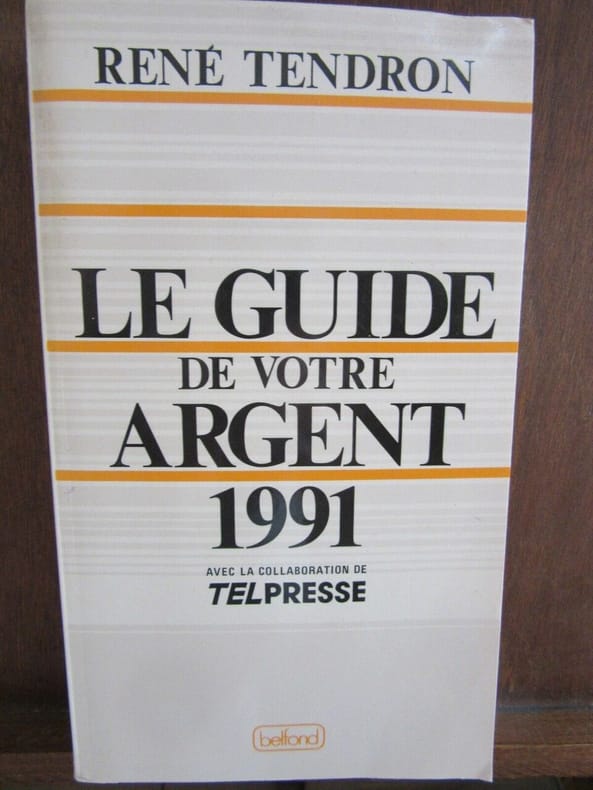 RENÉ TENDRON
LE GUIDE
DE VOTRE
ARGENT
1991
AVEC LA COLLABORATION DE
TELPRESSE
belfond